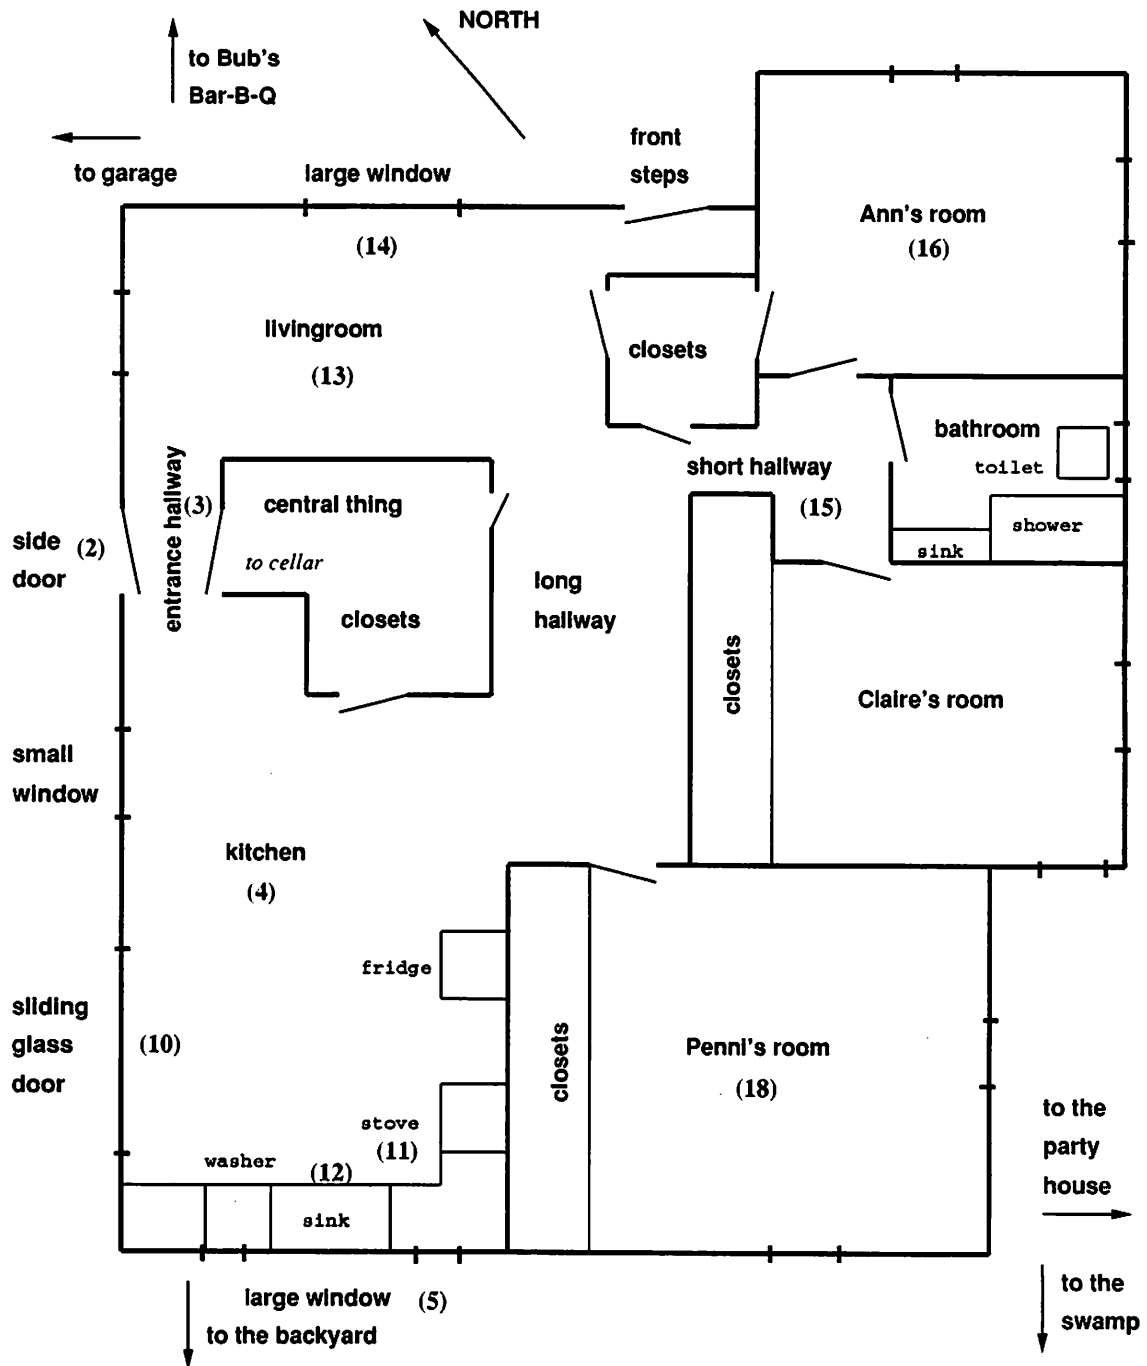 NORTH
to Bub's
Bar-B-Q
to garage
large window
front
steps
(14)
Ann's room
(16)
livingroom
(13)
closets
bathroom
toilet
short hallway
(15)
shower
sink
entrance hallway
(3)
central thing
to cellar
side
door
(2)
closets
long
hallway
closets
Claire's room
small
window
kitchen
(4)
fridge
sliding
glass
door
(10)
closets
Penni's room
(18)
stove
(11)
washer
(12)
sink
to the
party
house
large window (5)
to the backyard
to the
swamp